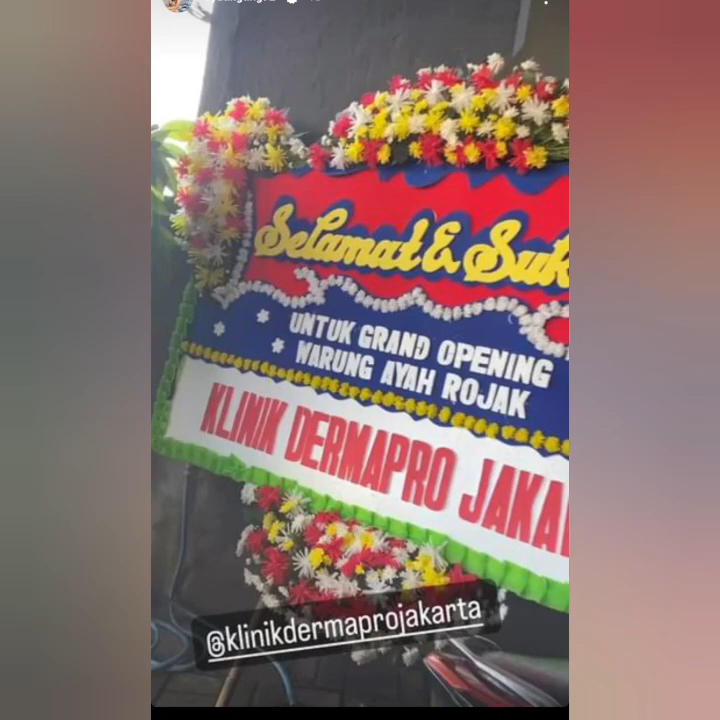 Selamat & Suk
UNTUK GRAND OPENING
WARUNG AYAH ROJAK
KLINIK DERMAPRO JAKA
@klinikdermaprojakarta